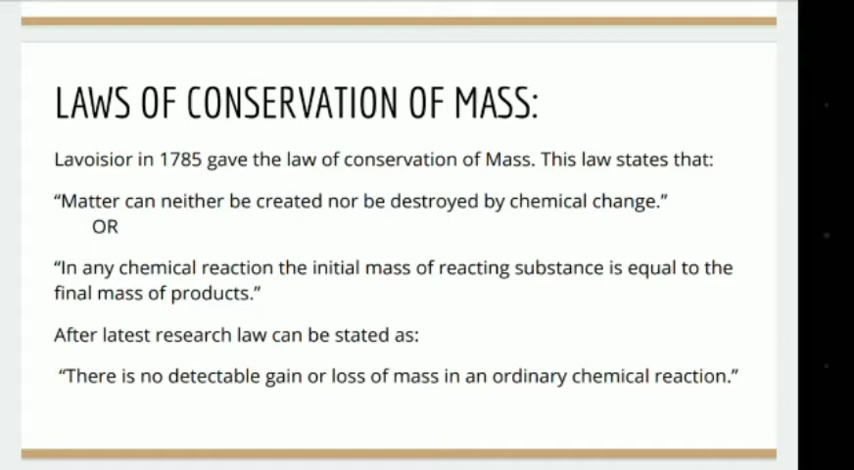 LAWS OF CONSERVATION OF MASS:
Lavoisior in 1785 gave the law of conservation of Mass. This law states that:
“Matter can neither be created nor be destroyed by chemical change.”
OR
“In any chemical reaction the initial mass of reacting substance is equal to the
final mass of products.”
After latest research law can be stated as:
“There is no detectable gain or loss of mass in an ordinary chemical reaction.”